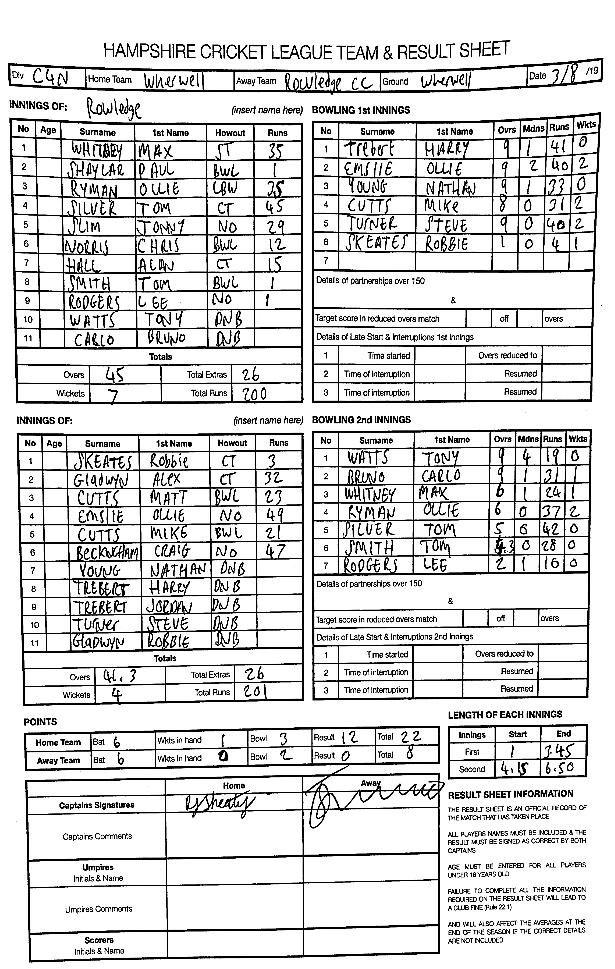 HAMPSHIRE CRICKET LEAGUE TEAM & RESULT SHEET
Div C4N Home Team Wherwell Away Team Rowledge CC Ground Wherwell Date 3/8 /19
INNINGS OF: Rowledge (insert name here)
No Age Surname 1st Name Howout Runs
1 WHITNEY MAX ST 35
2 SHAYLAR PAUL BWL 1
3 RYMAN OLLIE LBW 35
4 SILVER TOM CT 45
5 SLIM JONNY NO 29
6 NORRIS CHRIS BWL 12
7 HALL ALAN CT 15
8 SMITH TOM BWL 1
9 RODGERS LEE NO 1
10 WATTS TONY DNB
11 CARLO BRUNO DNB
Totals
Overs 45 Total Extras 26
Wickets 7 Total Runs 200
BOWLING 1st INNINGS
Surname 1st Name Ovrs Mdns Runs Wkts
1 Trebert HARRY 9 1 41 0
2 EMSLIE OLLIE 9 2 40 2
3 YOUNG NATHAN 9 1 33 0
4 CUTTS Mike 8 0 31 2
5 TURNER STEVE 9 0 40 2
6 SKEATES ROBBIE 1 0 4 1
7
Details of partnerships over 150
&
Target score in reduced overs match off overs
Details of Late Start & Interruptions 1st Innings
1 Time started Overs reduced to
2 Time of interruption Resumed
3 Time of interruption Resumed
INNINGS OF: (insert name here)
No Age Surname 1st Name Howout Runs
1 SKEATES Robbie CT 3
2 Gladwyn ALEX CT 32
3 CUTTS MATT BWL 23
4 EMSLIE OLLIE NO 49
5 CUTTS MIKE BWL 21
6 BECKNCHAM CRAIG NO 47
7 YOUNG NATHAN DNB
8 TREBERT HARRY DNB
9 TREBERT JORDAN DNB
10 TURNER STEVE DNB
11 GLADWYN ROBBIE DNB
Totals
Overs 41.3 Total Extras 26
Wickets 4 Total Runs 201
BOWLING 2nd INNINGS
Surname 1st Name Ovrs Mdns Runs Wkts
1 WATTS TONY 9 4 19 0
2 BRUNO CARLO 9 1 31 1
3 WHITNEY MAX 6 1 24 1
4 RYMAN OLLIE 6 0 37 2
5 SILVER TOM 5 6 42 0
6 SMITH TOM 4.3 0 28 0
7 RODGERS LEE 2 1 16 0
Details of partnerships over 150
&
Target score in reduced overs match off overs
Details of Late Start & Interruptions 2nd Innings
1 Time started Overs reduced to
2 Time of interruption Resumed
3 Time of interruption Resumed
POINTS
Home Team Bat 6 Wkts in hand 1 Bowl 3 Result 12 Total 22
Away Team Bat 6 Wkts in hand 0 Bowl 2 Result 0 Total 8
LENGTH OF EACH INNINGS
Innings Start End
First 1 3.45
Second 4.15 6.50
Home Away
Captains Signatures
Captains Comments
Umpires
Initials & Name
Umpires Comments
Scorers
Initials & Name
RESULT SHEET INFORMATION
THE RESULT SHEET IS AN OFFICIAL RECORD OF
THE MATCH THAT HAS TAKEN PLACE
ALL PLAYERS NAMES MUST BE INCLUDED & THE
RESULT MUST BE SIGNED AS CORRECT BY BOTH
CAPTAINS
AGE MUST BE ENTERED FOR ALL PLAYERS
UNDER 18 YEARS OLD
FAILURE TO COMPLETE ALL THE INFORMATION
REQUIRED ON THE RESULT SHEET WILL LEAD TO
A CLUB FINE (Rule 22.1)
AND WILL ALSO AFFECT THE AVERAGES AT THE
END OF THE SEASON IF THE CORRECT DETAILS
ARE NOT INCLUDED